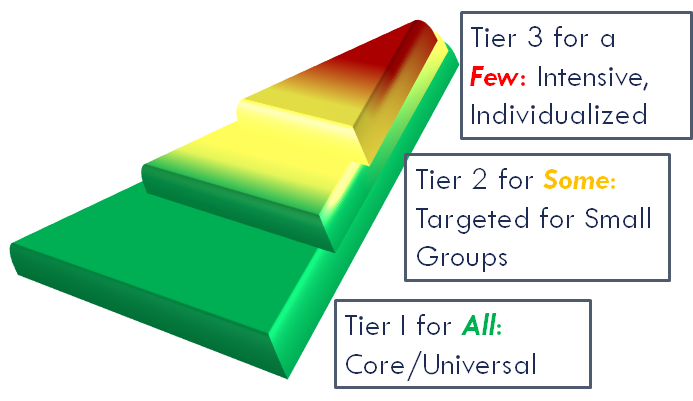 Tier 3 for a
Few: Intensive,
Individualized
Tier 2 for Some:
Targeted for Small
Groups
Tier 1 for All:
Core/Universal